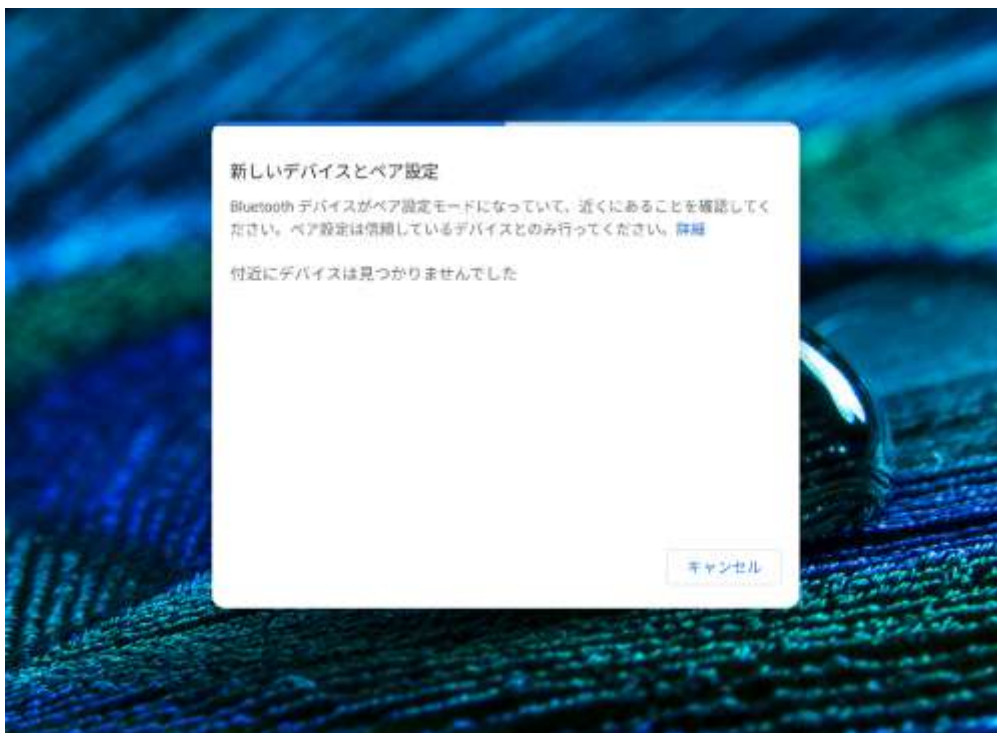 新しいデバイスとペア設定
Bluetooth デバイスがペア設定モードになっていて、近くにあることを確認してく
ださい。ペア設定は信頼しているデバイスとのみ行ってください。詳細
付近にデバイスは見つかりませんでした
キャンセル